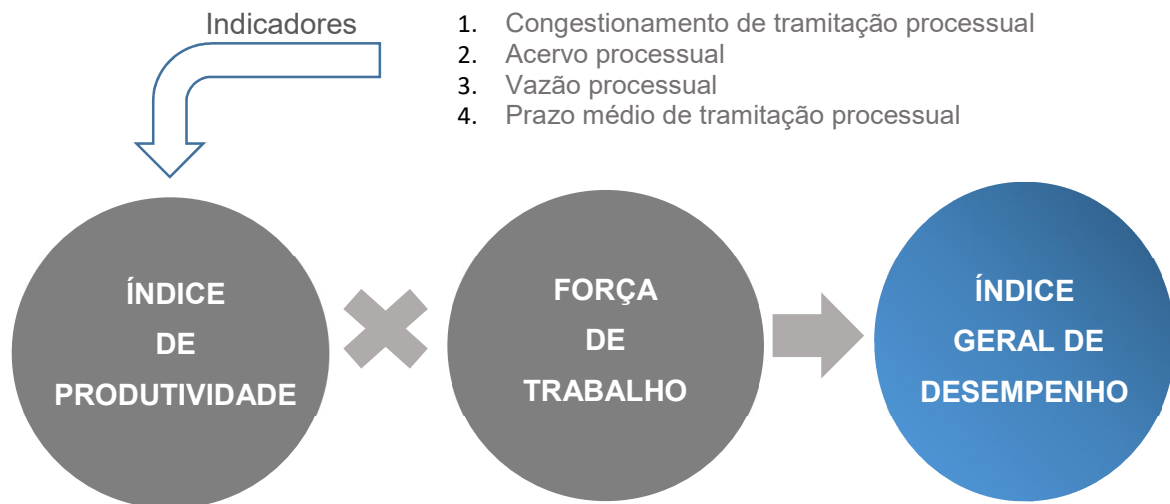 Indicadores
1. Congestionamento de tramitação processual
2. Acervo processual
3. Vazão processual
4. Prazo médio de tramitação processual
ÍNDICE
DE
PRODUTIVIDADE
FORÇA
DE
TRABALHO
ÍNDICE
GERAL DE
DESEMPENHO